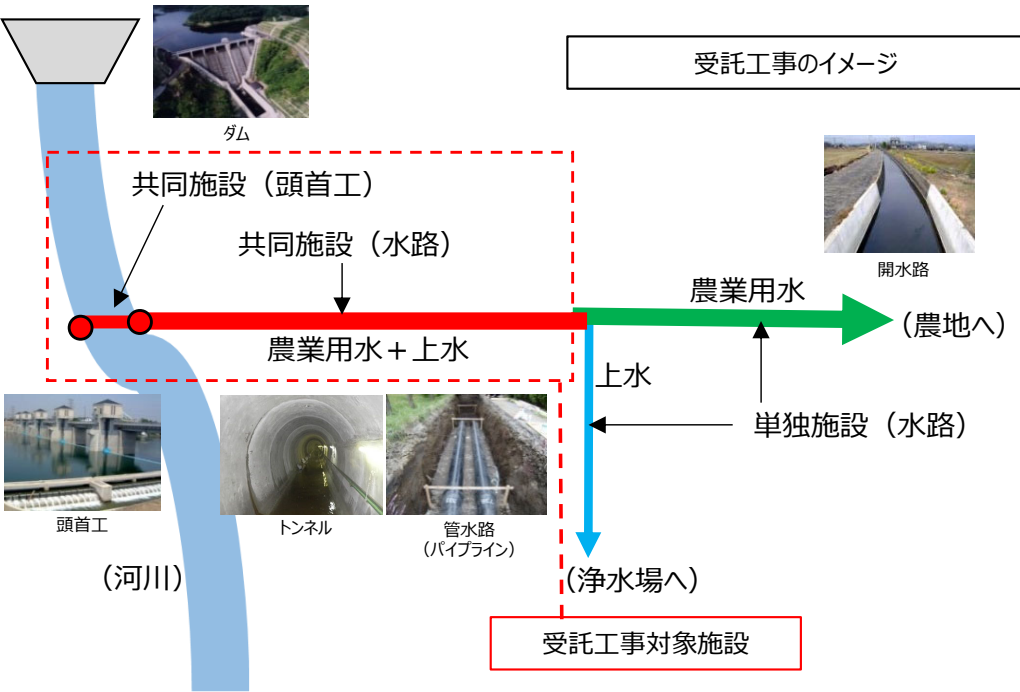 受託工事のイメージ
ダム
共同施設（頭首工）
共同施設（水路）
開水路
農業用水
（農地へ）
農業用水＋上水
上水
単独施設（水路）
頭首工
トンネル
管水路
（パイプライン）
（河川）
（浄水場へ）
受託工事対象施設